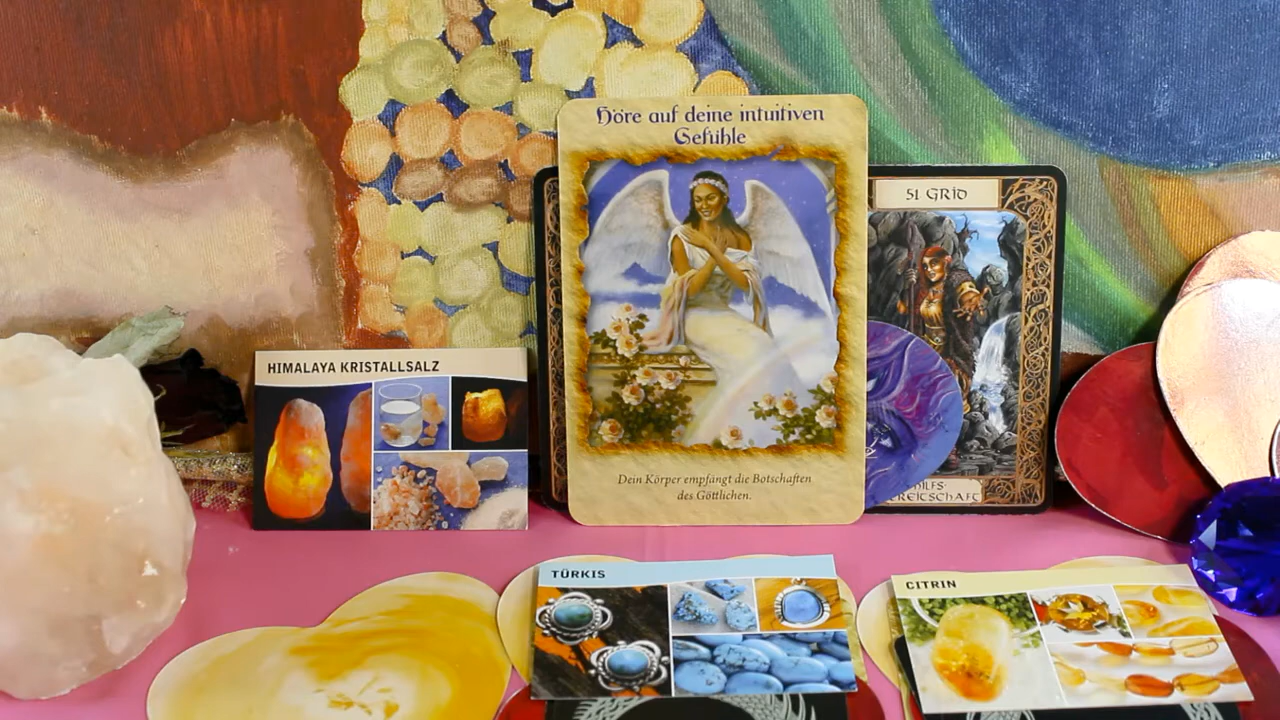 Höre auf deine intuitiven
Gefühle
51 GRID
HIMALAYA KRISTALLSALZ
Dein Körper empfängt die Botschaften
des Göttlichen.
TÜRKIS
CITRIN